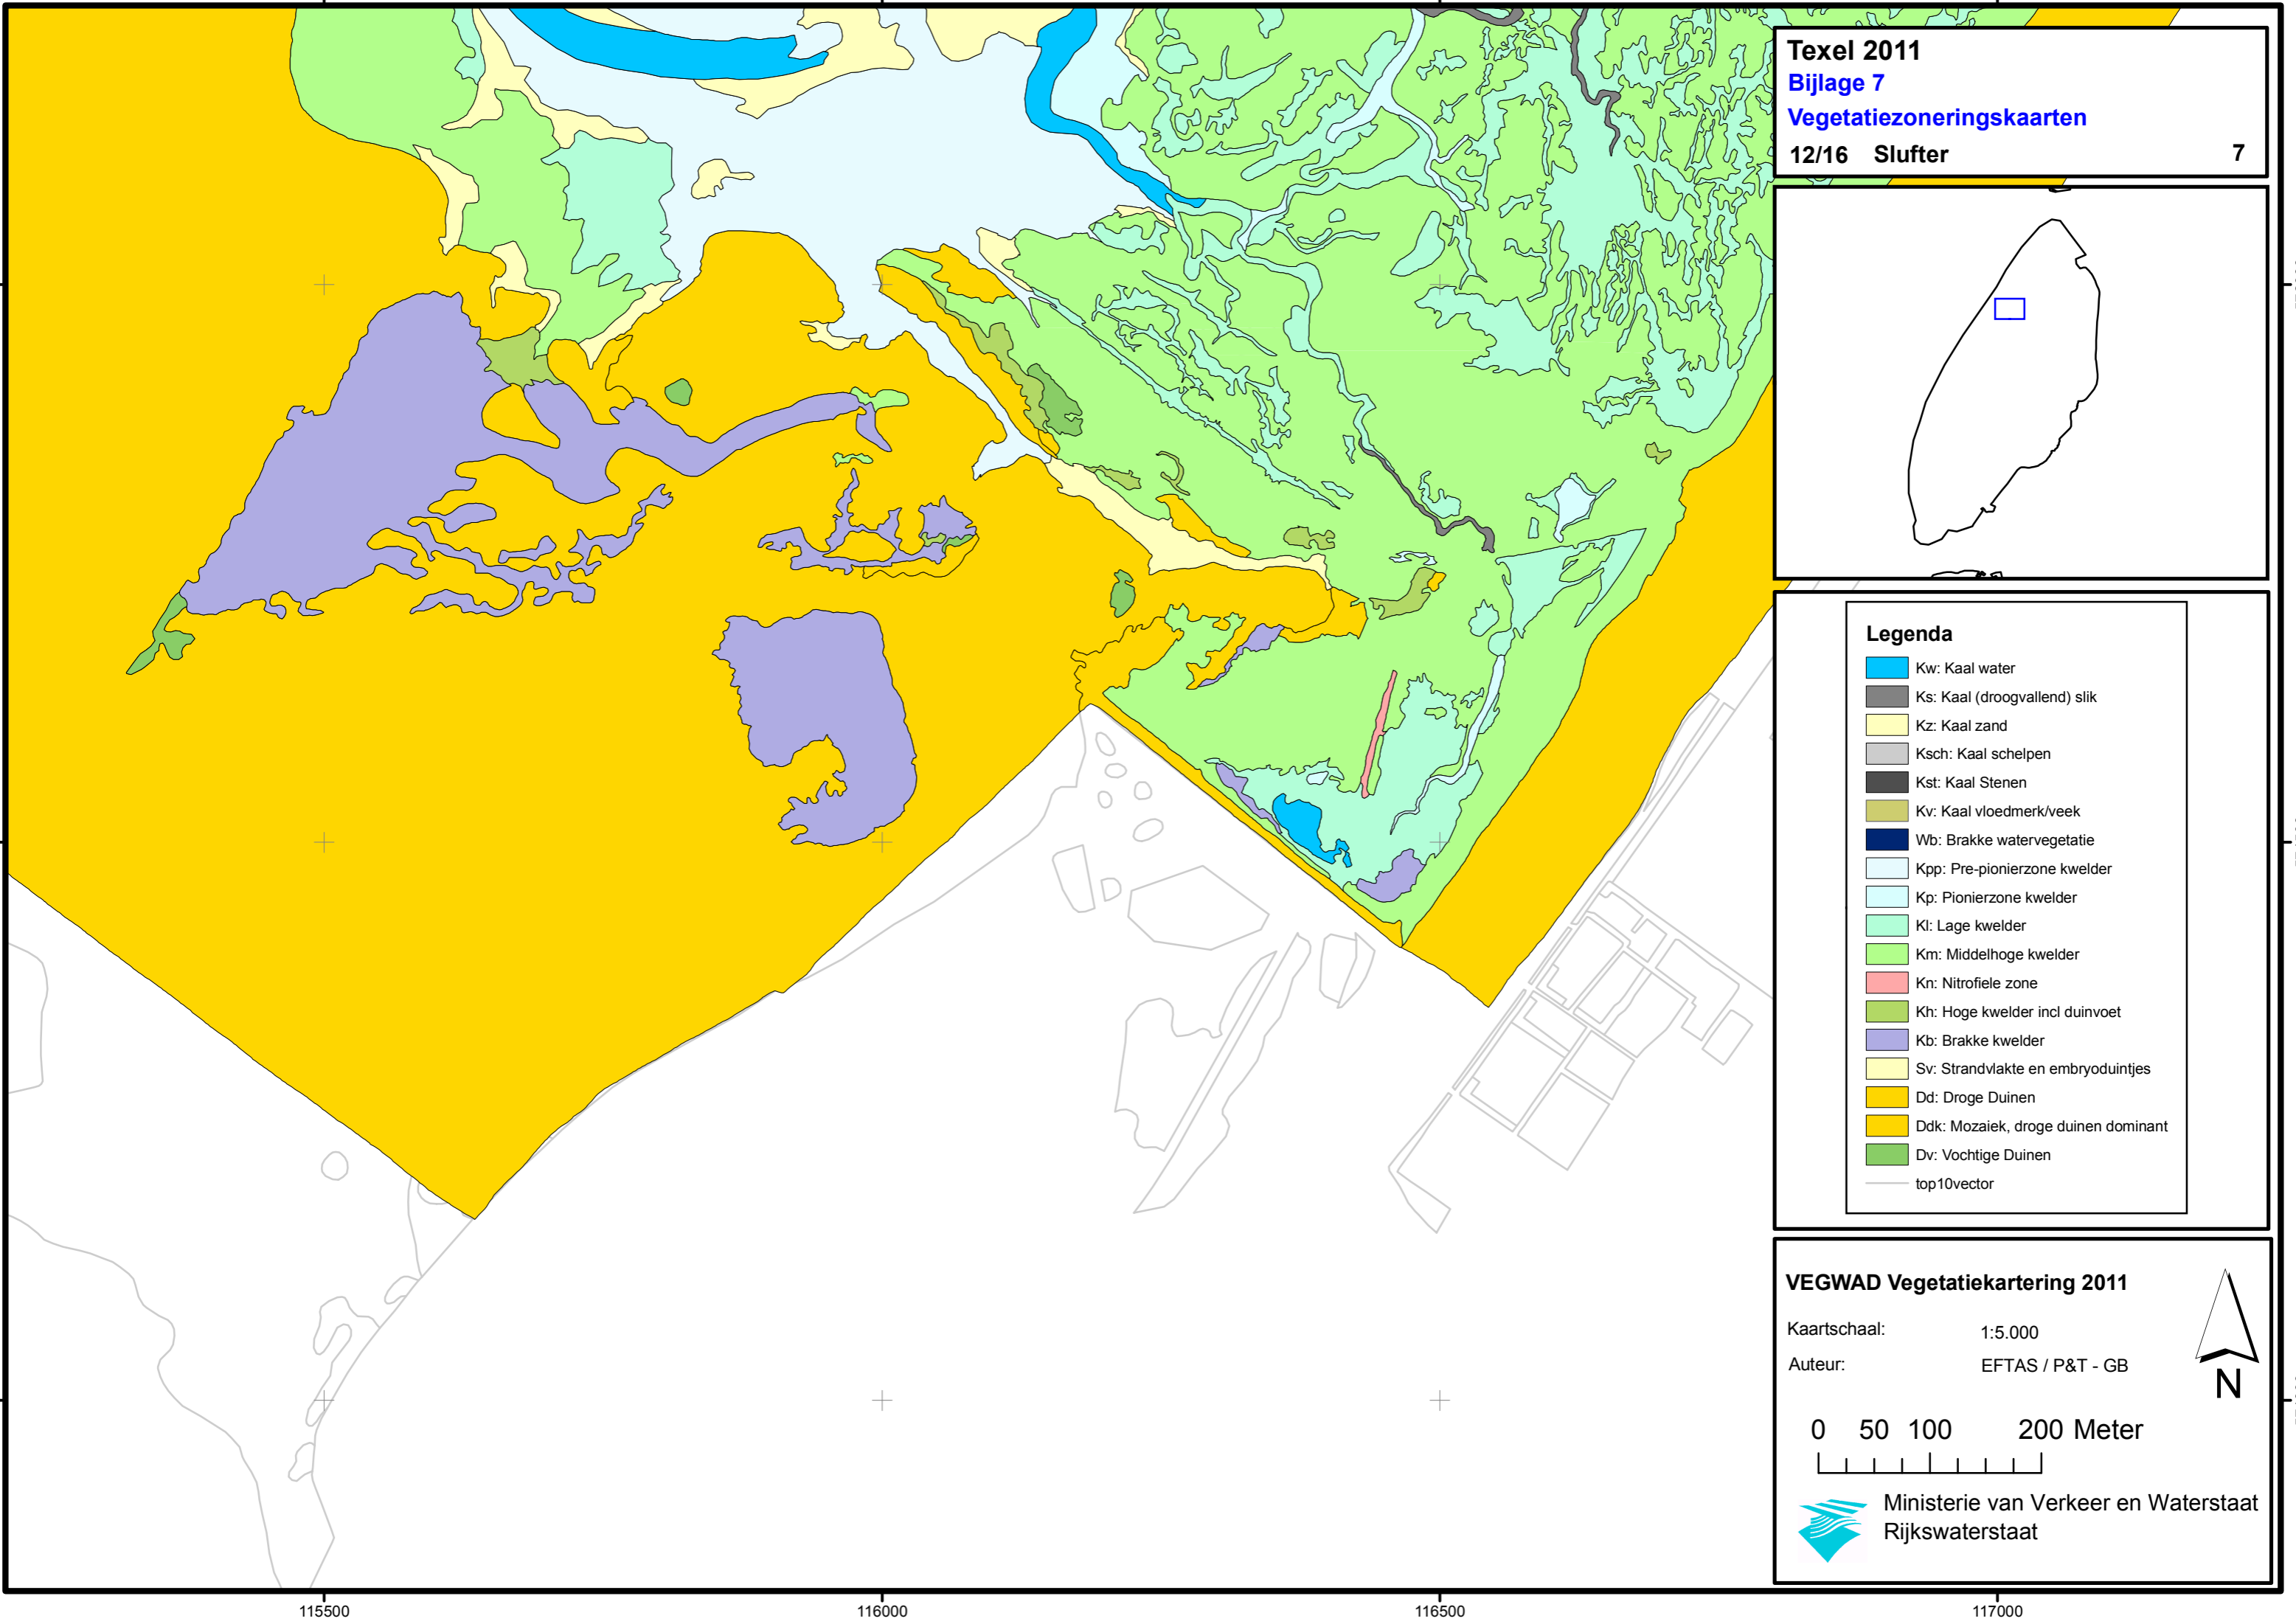 Texel 2011
Bijlage 7
Vegetatiezoneringskaarten
12/16 Slufter 7
Legenda
Kw: Kaal water
Ks: Kaal (droogvallend) slik
Kz: Kaal zand
Ksch: Kaal schelpen
Kst: Kaal Stenen
Kv: Kaal vloedmerk/veek
Wb: Brakke watervegetatie
Kpp: Pre-pionierzone kwelder
Kp: Pionierzone kwelder
Kl: Lage kwelder
Km: Middelhoge kwelder
Kn: Nitrofiele zone
Kh: Hoge kwelder incl duinvoet
Kb: Brakke kwelder
Sv: Strandvlakte en embryoduintjes
Dd: Droge Duinen
Ddk: Mozaiek, droge duinen dominant
Dv: Vochtige Duinen
top10vector
VEGWAD Vegetatiekartering 2011
Kaartschaal: 1:5.000
Auteur: EFTAS / P&T - GB
N
0 50 100 200 Meter
Ministerie van Verkeer en Waterstaat
Rijkswaterstaat
115500 116000 116500 117000